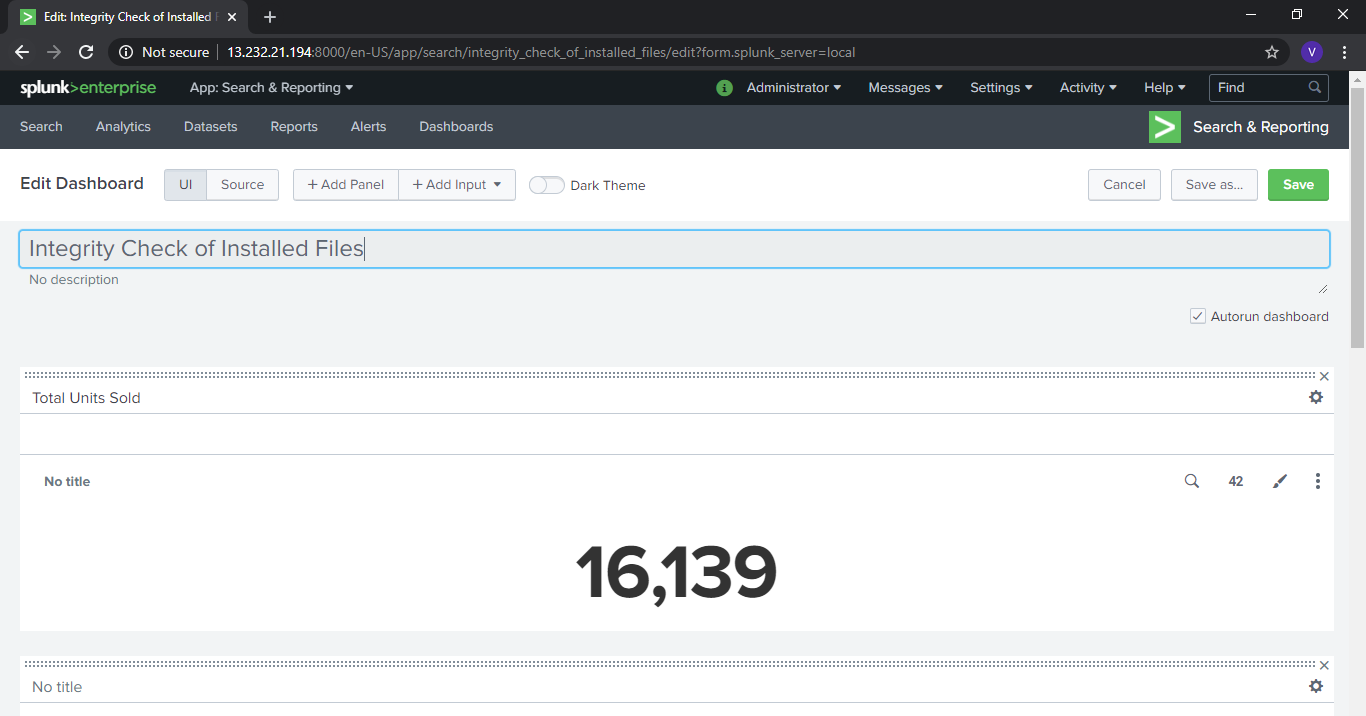 Edit: Integrity Check of Installed F
Not secure 13.232.21.194:8000/en-US/app/search/integrity_check_of_installed_files/edit?form.splunk_server=local V
splunk>enterprise App: Search & Reporting i Administrator Messages Settings Activity Help Find
Search Analytics Datasets Reports Alerts Dashboards > Search & Reporting
Edit Dashboard UI Source + Add Panel + Add Input Dark Theme Cancel Save as... Save
Integrity Check of Installed Files
No description
Autorun dashboard
Total Units Sold
No title 42
16,139
No title